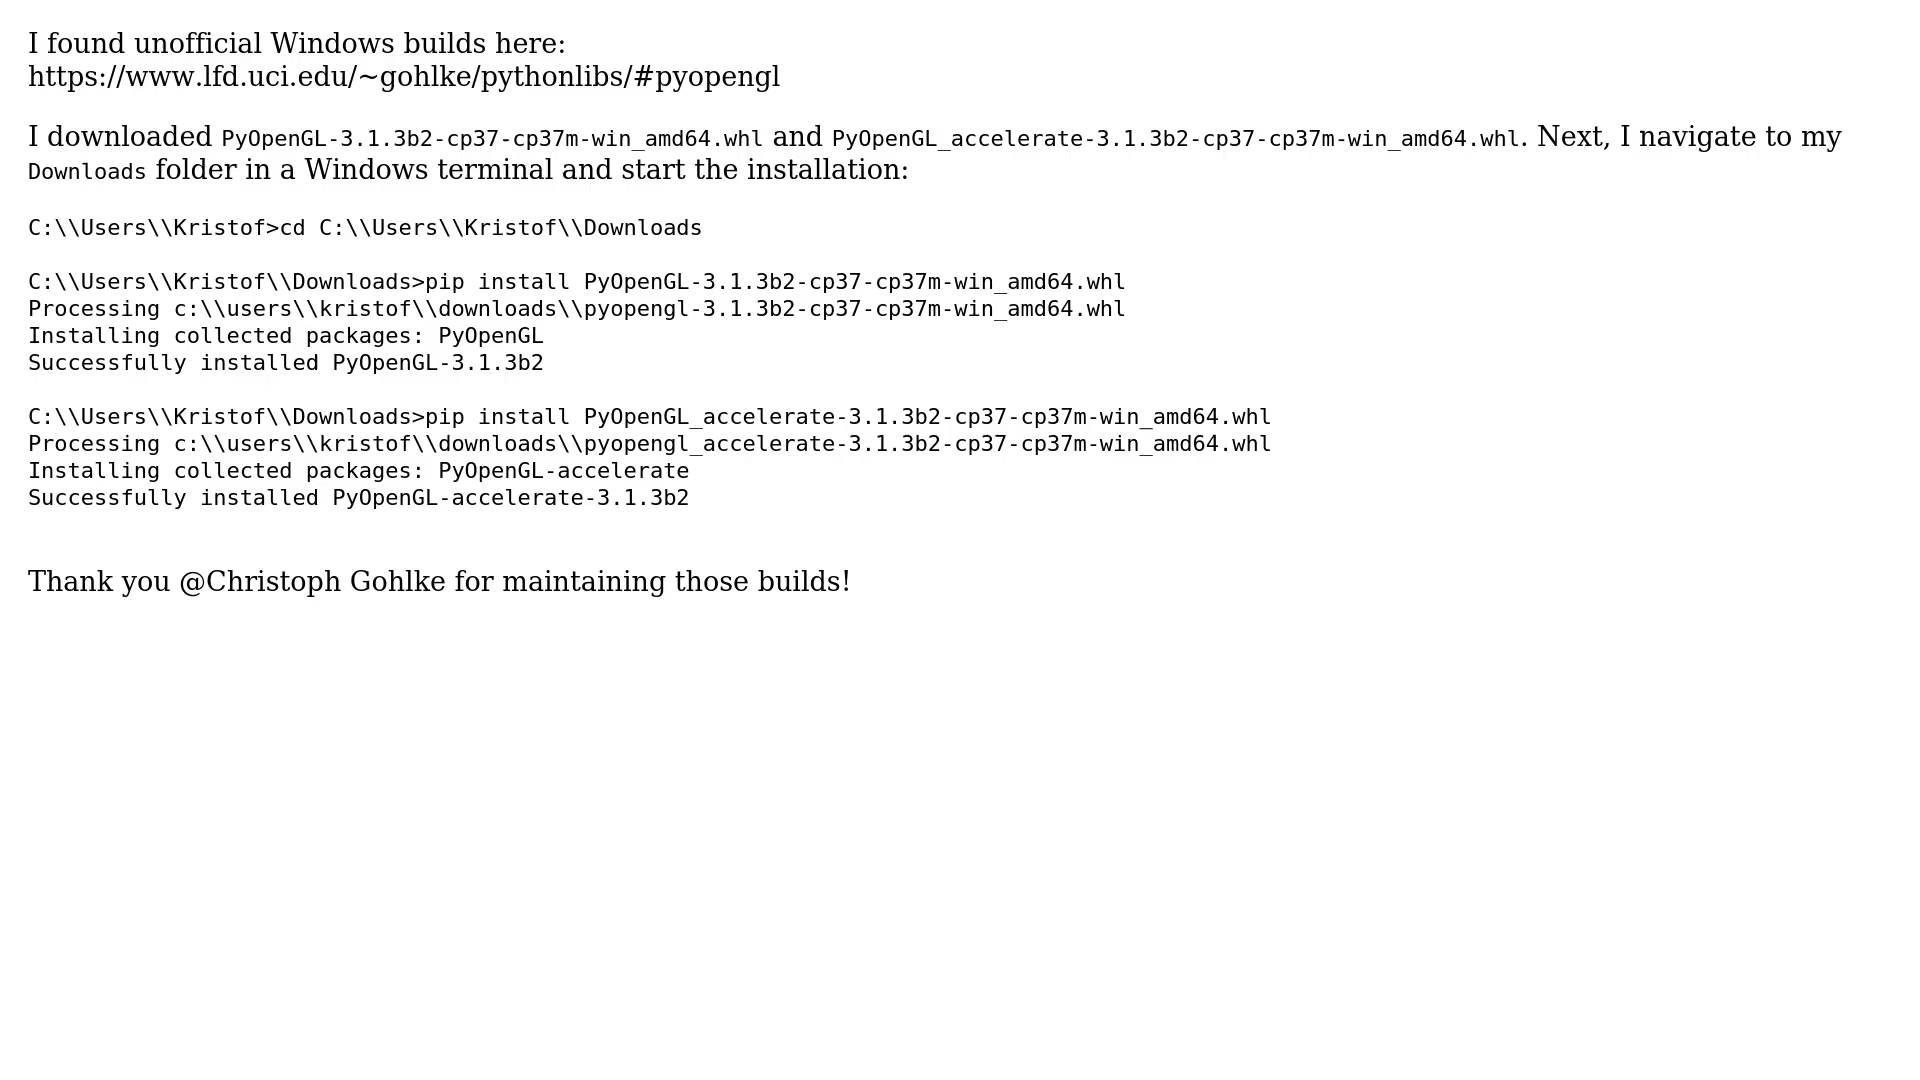 I found unofficial Windows builds here:
https://www.lfd.uci.edu/~gohlke/pythonlibs/#pyopengl
I downloaded PyOpenGL-3.1.3b2-cp37-cp37m-win_amd64.whl and PyOpenGL_accelerate-3.1.3b2-cp37-cp37m-win_amd64.whl. Next, I navigate to my
Downloads folder in a Windows terminal and start the installation:
C:\\Users\\Kristof>cd C:\\Users\\Kristof\\Downloads
C:\\Users\\Kristof\\Downloads>pip install PyOpenGL-3.1.3b2-cp37-cp37m-win_amd64.whl
Processing c:\\users\\kristof\\downloads\\pyopengl-3.1.3b2-cp37-cp37m-win_amd64.whl
Installing collected packages: PyOpenGL
Successfully installed PyOpenGL-3.1.3b2
C:\\Users\\Kristof\\Downloads>pip install PyOpenGL_accelerate-3.1.3b2-cp37-cp37m-win_amd64.whl
Processing c:\\users\\kristof\\downloads\\pyopengl_accelerate-3.1.3b2-cp37-cp37m-win_amd64.whl
Installing collected packages: PyOpenGL-accelerate
Successfully installed PyOpenGL-accelerate-3.1.3b2
Thank you @Christoph Gohlke for maintaining those builds!